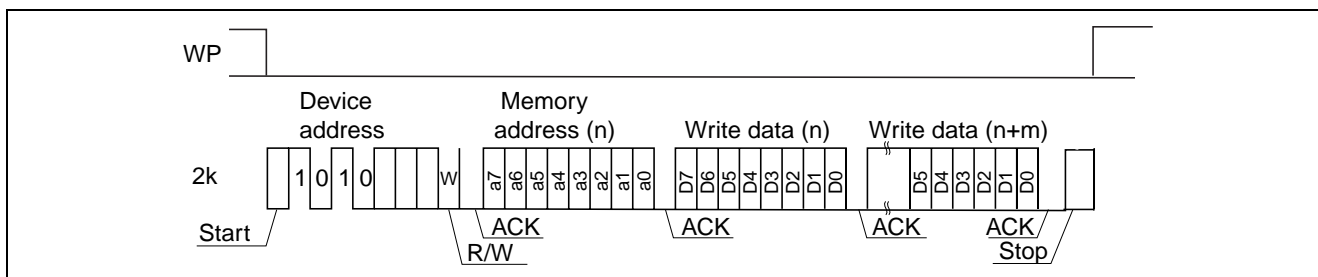 WP
Device
address
Memory
address (n)
Write data (n)
Write data (n+m)
2k
1 0 1 0
W
a7 a6 a5 a4 a3 a2 a1 a0
D7 D6 D5 D4 D3 D2 D1 D0
D5 D4 D3 D2 D1 D0
Start
R/W
ACK
ACK
ACK
ACK
Stop